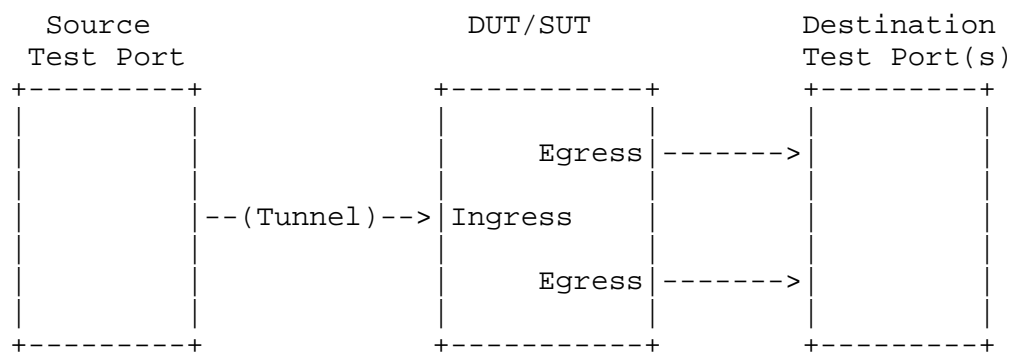 Source DUT/SUT Destination
Test Port Test Port(s)
+---------+ +-----------+ +---------+
| | | | | |
| | | Egress|------->| |
| | | | | |
| |--(Tunnel)-->|Ingress | | |
| | | | | |
| | | Egress|------->| |
| | | | | |
+---------+ +-----------+ +---------+